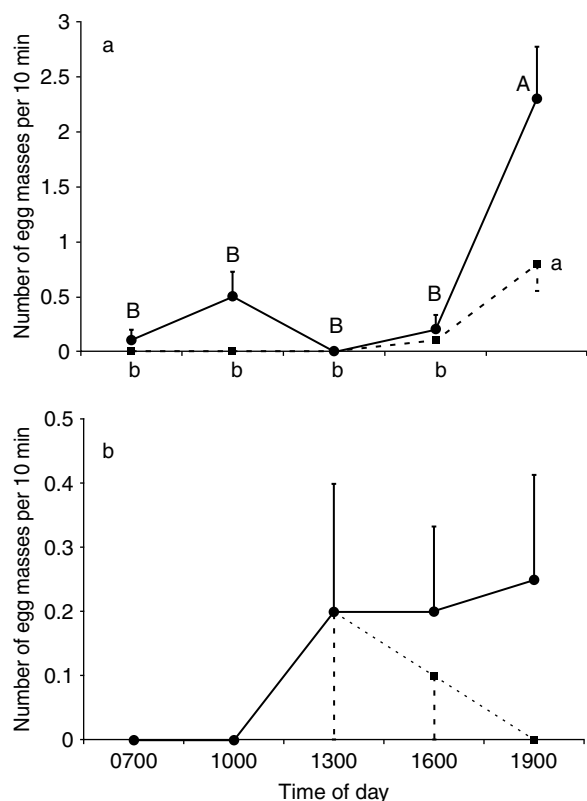 a
Number of egg masses per 10 min
3
2.5
2
1.5
1
0.5
0
B B B B A
b b b b a
b
Number of egg masses per 10 min
0.5
0.4
0.3
0.2
0.1
0
0700 1000 1300 1600 1900
Time of day